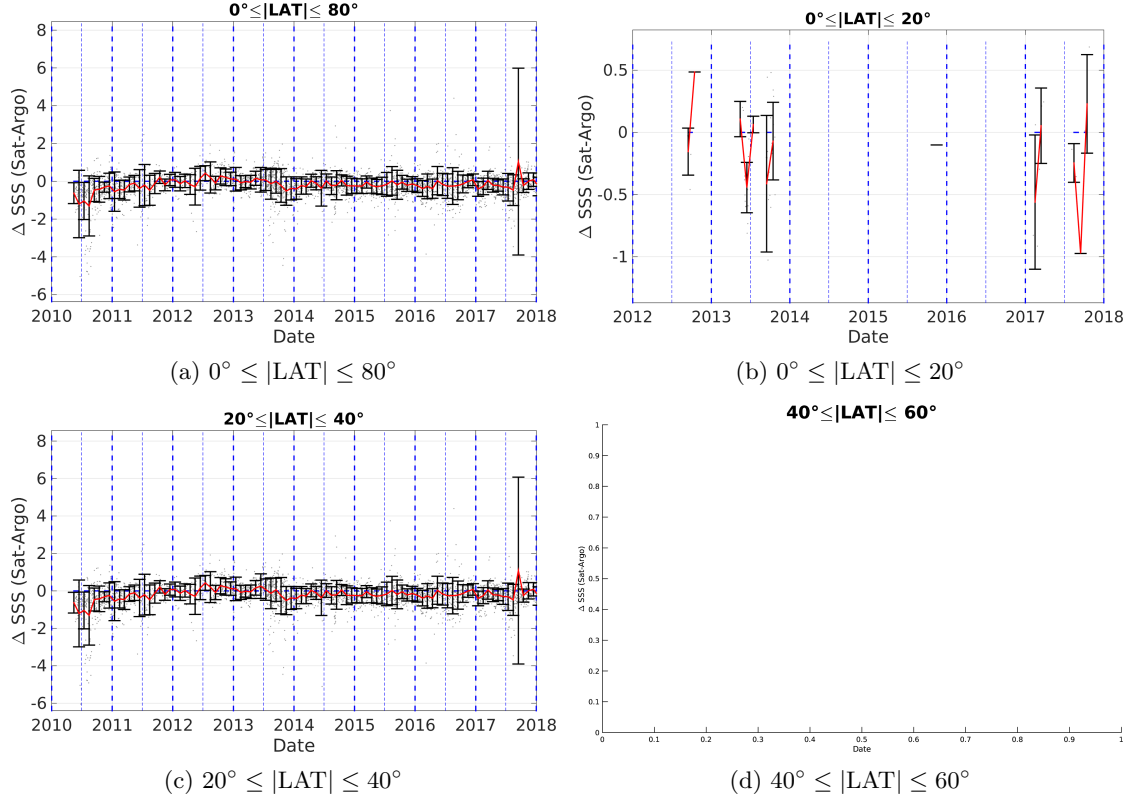 0°≤|LAT|≤ 80°
Δ SSS (Sat-Argo)
8
6
4
2
0
-2
-4
-6
2010 2011 2012 2013 2014 2015 2016 2017 2018
Date
(a) 0° ≤ |LAT| ≤ 80°
0°≤|LAT|≤ 20°
Δ SSS (Sat-Argo)
0.5
0
-0.5
-1
2012 2013 2014 2015 2016 2017 2018
Date
(b) 0° ≤ |LAT| ≤ 20°
20°≤|LAT|≤ 40°
Δ SSS (Sat-Argo)
8
6
4
2
0
-2
-4
-6
2010 2011 2012 2013 2014 2015 2016 2017 2018
Date
(c) 20° ≤ |LAT| ≤ 40°
40°≤|LAT|≤ 60°
Δ SSS (Sat-Argo)
1
0.9
0.8
0.7
0.6
0.5
0.4
0.3
0.2
0.1
0
0 0.1 0.2 0.3 0.4 0.5 0.6 0.7 0.8 0.9 1
Date
(d) 40° ≤ |LAT| ≤ 60°